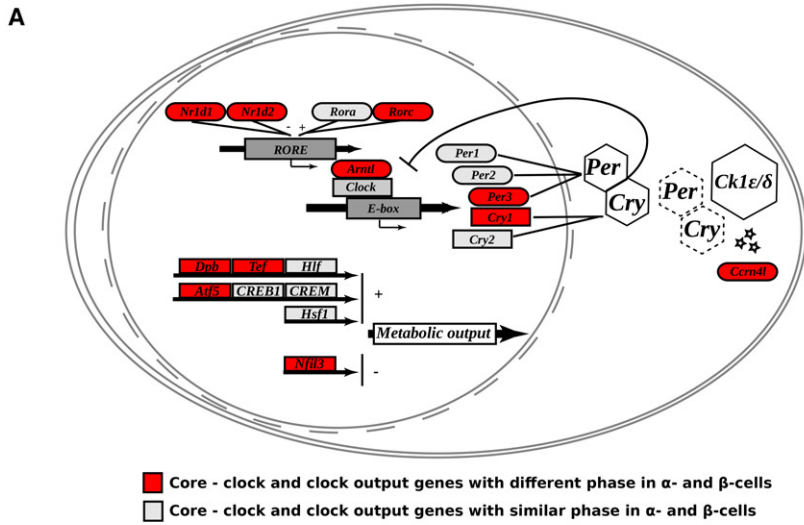 A
Nr1d1 Nr1d2 Rora Rorc
- +
RORE
Arntl
Clock
E-box
Per1
Per2
Per3
Cry1
Cry2
Per
Cry
Per
Cry
Ck1ε/δ
Ccrn4l
Dpb Tef Hlf
Atf5 CREB1 CREM
+
Hsf1
Metabolic output
Nfil3
-
Core - clock and clock output genes with different phase in α- and β-cells
Core - clock and clock output genes with similar phase in α- and β-cells